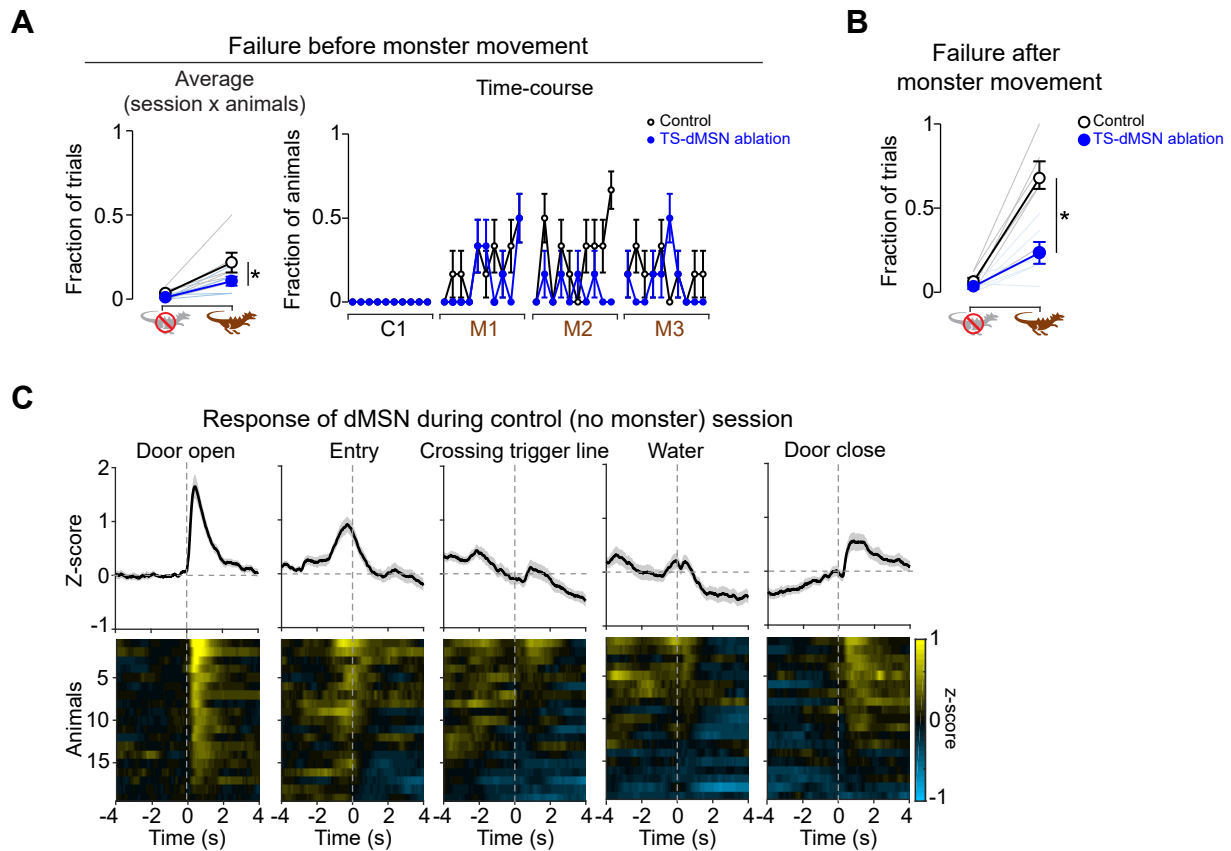 A
Failure before monster movement
Average
(session x animals)
Fraction of trials
1
0.5
0
*
Time-course
Fraction of animals
1
0.5
0
Control
TS-dMSN ablation
C1
M1
M2
M3
B
Failure after
monster movement
Fraction of trials
1
0.5
0
*
Control
TS-dMSN ablation
C
Response of dMSN during control (no monster) session
Door open
Entry
Crossing trigger line
Water
Door close
Z-score
2
1
0
-1
Animals
5
10
15
-4 -2 0 2 4
Time (s)
-4 -2 0 2 4
Time (s)
-4 -2 0 2 4
Time (s)
-4 -2 0 2 4
Time (s)
-4 -2 0 2 4
Time (s)
1
0
-1
z-score